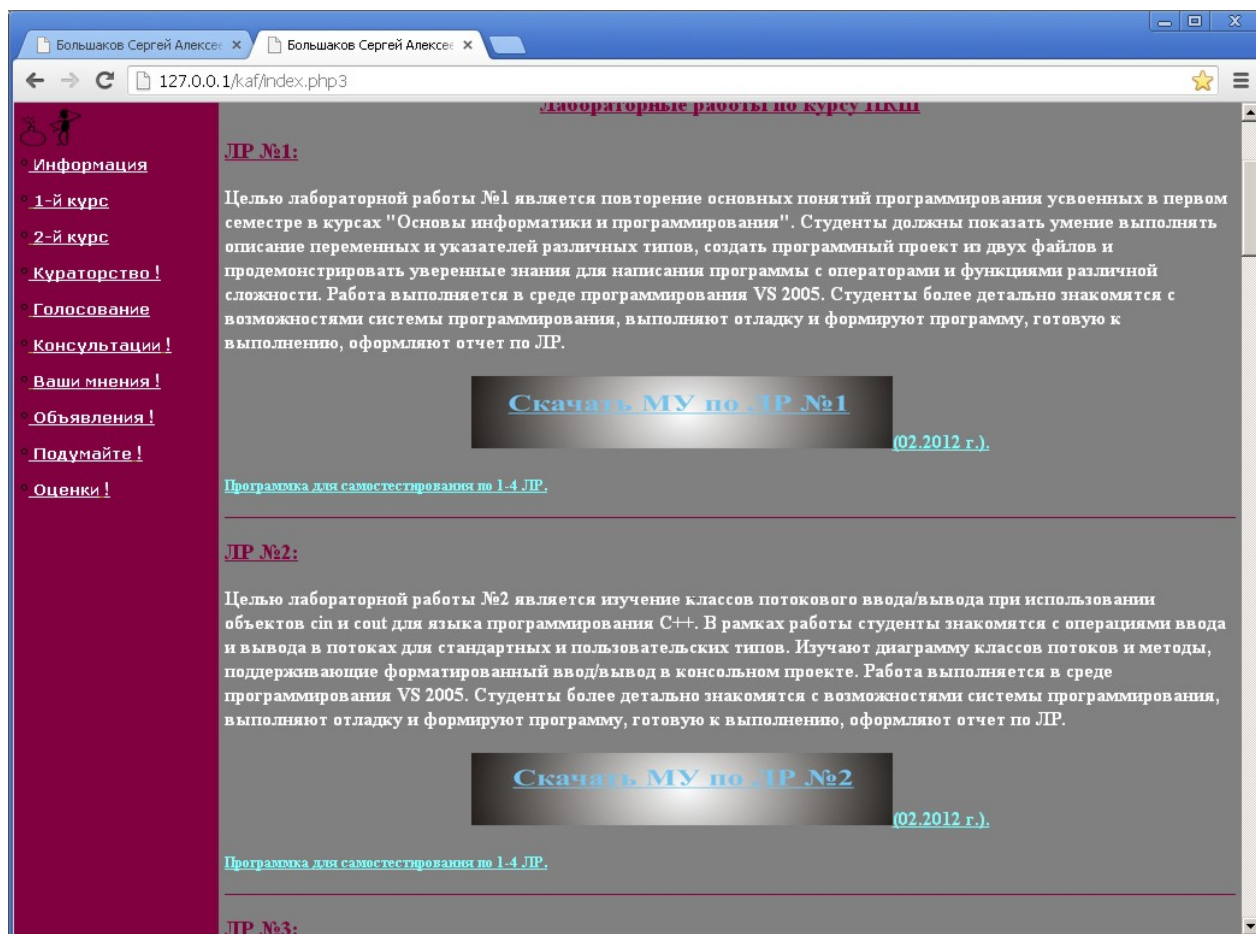 Большаков Сергей Алексее
Большаков Сергей Алексее
127.0.0.1/kaf/index.php3
Информация
1-й курс
2-й курс
Кураторство !
Голосование
Консультации !
Ваши мнения !
Объявления !
Подумайте !
Оценки !
Лабораторные работы по курсу ПКШ
ЛР №1:
Целью лабораторной работы №1 является повторение основных понятий программирования усвоенных в первом
семестре в курсах "Основы информатики и программирования". Студенты должны показать умение выполнять
описание переменных и указателей различных типов, создать программный проект из двух файлов и
продемонстрировать уверенные знания для написания программы с операторами и функциями различной
сложности. Работа выполняется в среде программирования VS 2005. Студенты более детально знакомятся с
возможностями системы программирования, выполняют отладку и формируют программу, готовую к
выполнению, оформляют отчет по ЛР.
Скачать МУ по ЛР №1
(02.2012 г.).
Программка для самостестирования по 1-4 ЛР.
ЛР №2:
Целью лабораторной работы №2 является изучение классов потокового ввода/вывода при использовании
объектов cin и cout для языка программирования C++. В рамках работы студенты знакомятся с операциями ввода
и вывода в потоках для стандартных и пользовательских типов. Изучают диаграмму классов потоков и методы,
поддерживающие форматированный ввод/вывод в консольном проекте. Работа выполняется в среде
программирования VS 2005. Студенты более детально знакомятся с возможностями системы программирования,
выполняют отладку и формируют программу, готовую к выполнению, оформляют отчет по ЛР.
Скачать МУ по ЛР №2
(02.2012 г.).
Программка для самостестирования по 1-4 ЛР.
ЛР №3: